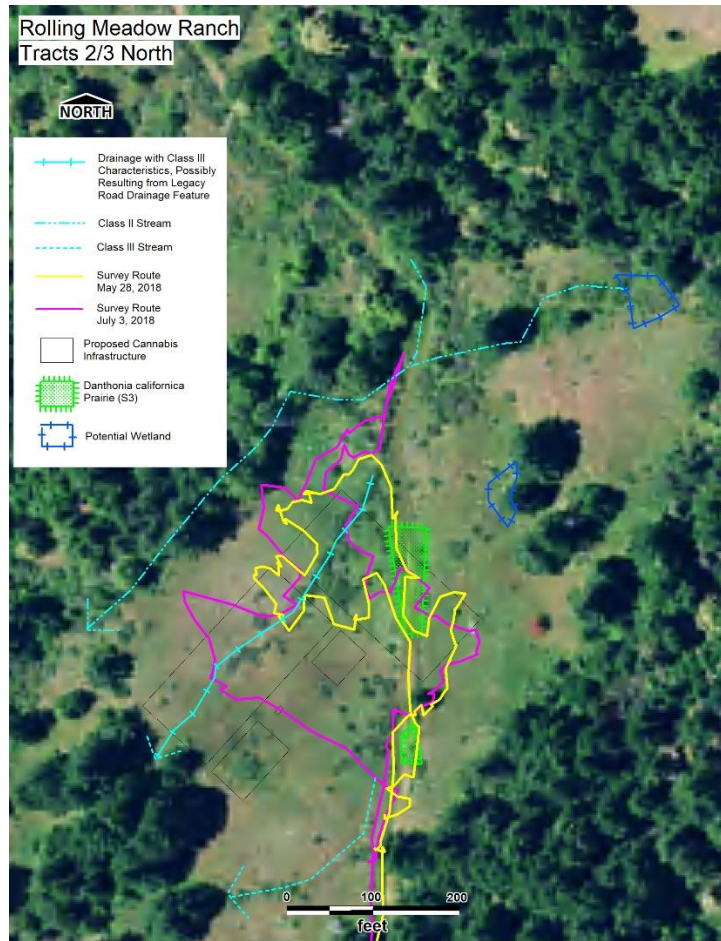 Rolling Meadow Ranch
Tracts 2/3 North
NORTH
Drainage with Class III
Characteristics, Possibly
Resulting from Legacy
Road Drainage Feature
Class II Stream
Class III Stream
Survey Route
May 28, 2018
Survey Route
July 3, 2018
Proposed Cannabis
Infrastructure
Danthonia californica
Prairie (S3)
Potential Wetland
0 100 200
feet